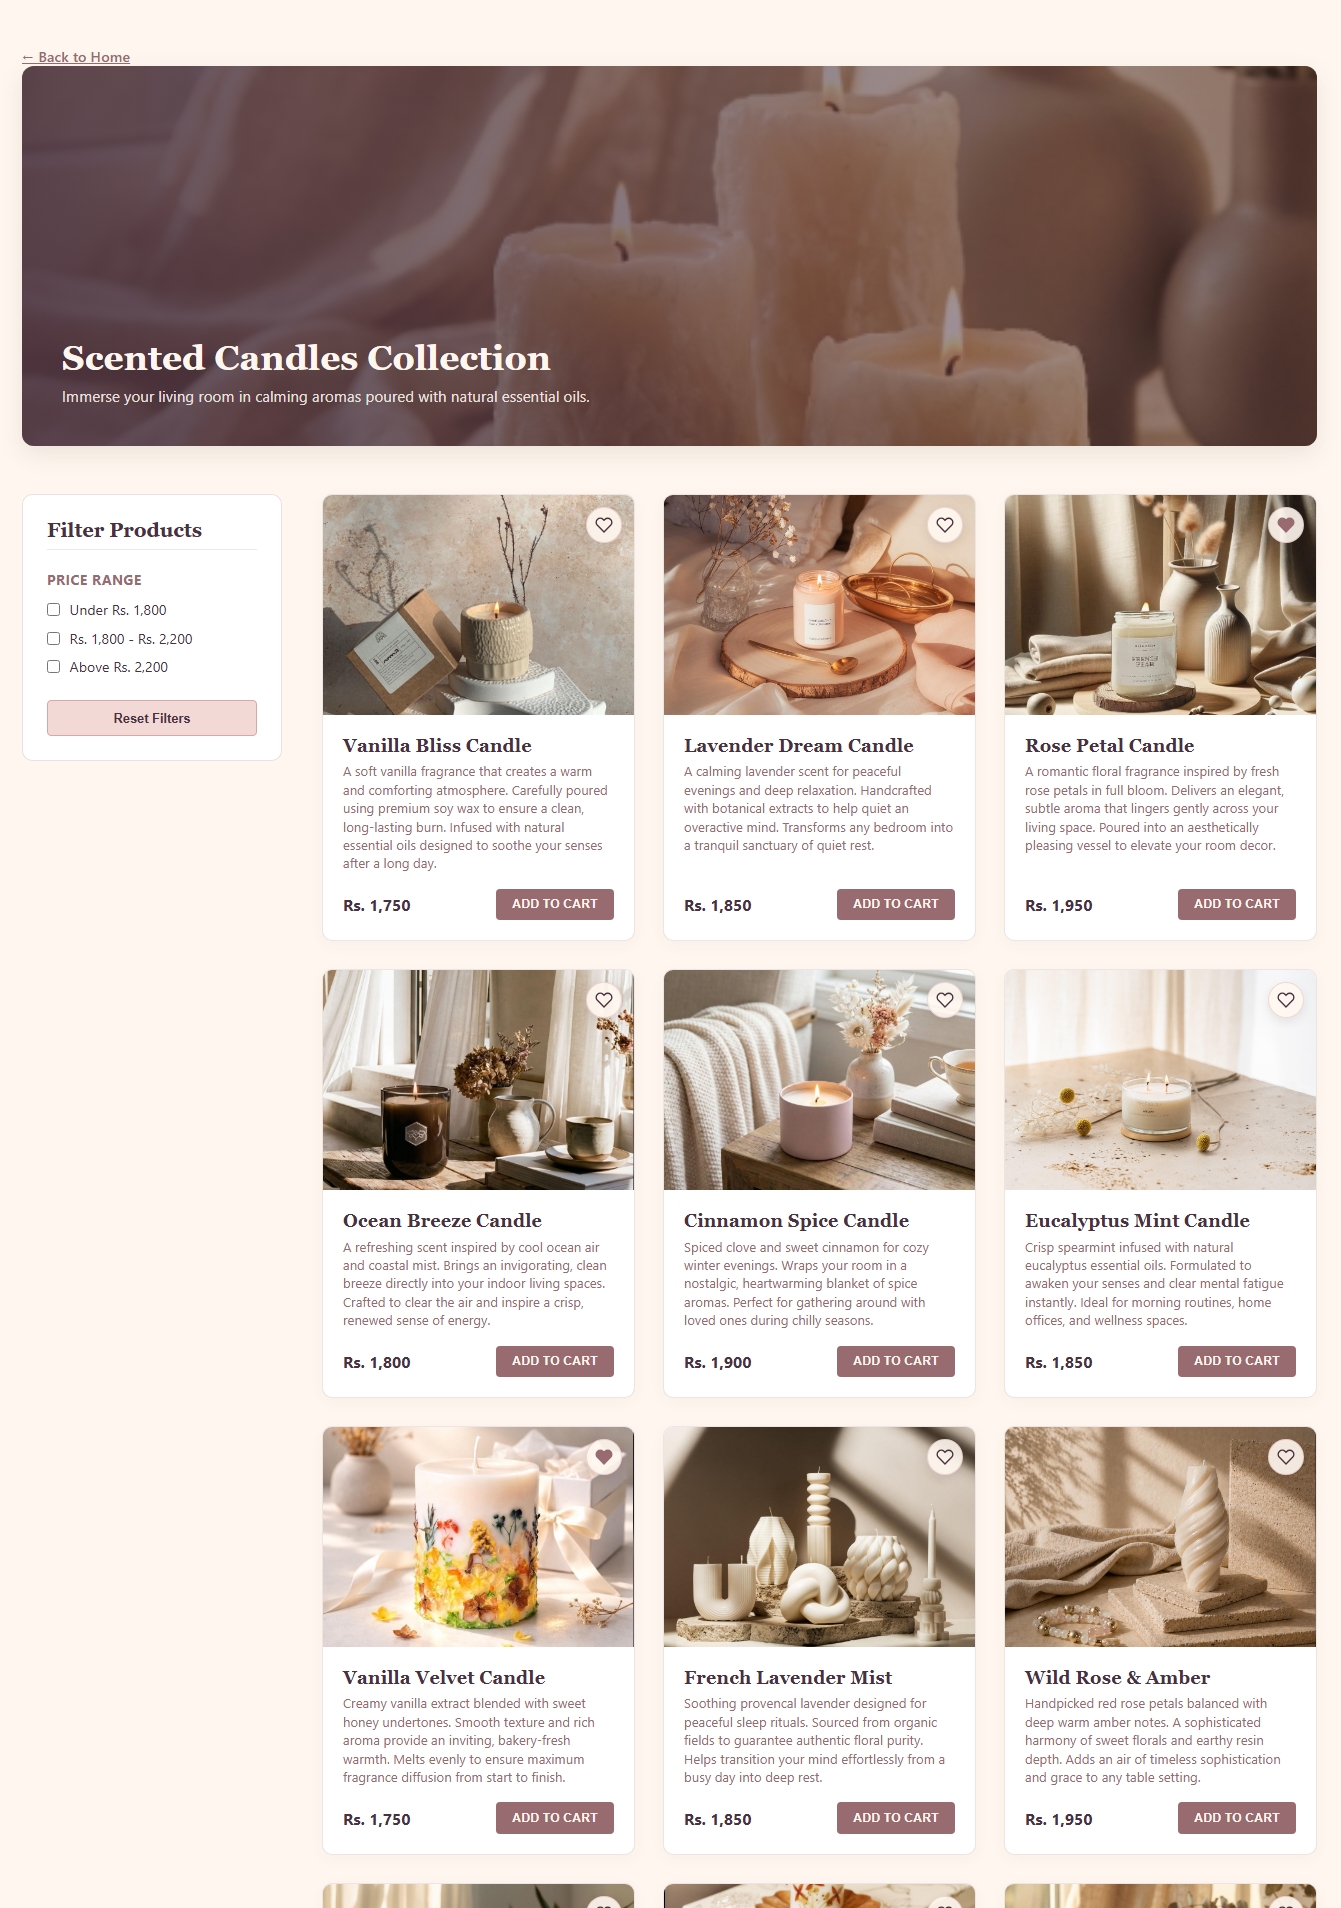 ← Back to Home
Scented Candles Collection
Immerse your living room in calming aromas poured with natural essential oils.
Filter Products
PRICE RANGE
Under Rs. 1,800
Rs. 1,800 - Rs. 2,200
Above Rs. 2,200
Reset Filters
Vanilla Bliss Candle
A soft vanilla fragrance that creates a warm
and comforting atmosphere. Carefully poured
using premium soy wax to ensure a clean,
long-lasting burn. Infused with natural
essential oils designed to soothe your senses
after a long day.
Rs. 1,750
ADD TO CART
Lavender Dream Candle
A calming lavender scent for peaceful
evenings and deep relaxation. Handcrafted
with botanical extracts to help quiet an
overactive mind. Transforms any bedroom into
a tranquil sanctuary of quiet rest.
Rs. 1,850
ADD TO CART
Rose Petal Candle
A romantic floral fragrance inspired by fresh
rose petals in full bloom. Delivers an elegant,
subtle aroma that lingers gently across your
living space. Poured into an aesthetically
pleasing vessel to elevate your room decor.
Rs. 1,950
ADD TO CART
Ocean Breeze Candle
A refreshing scent inspired by cool ocean air
and coastal mist. Brings an invigorating, clean
breeze directly into your indoor living spaces.
Crafted to clear the air and inspire a crisp,
renewed sense of energy.
Rs. 1,800
ADD TO CART
Cinnamon Spice Candle
Spiced clove and sweet cinnamon for cozy
winter evenings. Wraps your room in a
nostalgic, heartwarming blanket of spice
aromas. Perfect for gathering around with
loved ones during chilly seasons.
Rs. 1,900
ADD TO CART
Eucalyptus Mint Candle
Crisp spearmint infused with natural
eucalyptus essential oils. Formulated to
awaken your senses and clear mental fatigue
instantly. Ideal for morning routines, home
offices, and wellness spaces.
Rs. 1,850
ADD TO CART
Vanilla Velvet Candle
Creamy vanilla extract blended with sweet
honey undertones. Smooth texture and rich
aroma provide an inviting, bakery-fresh
warmth. Melts evenly to ensure maximum
fragrance diffusion from start to finish.
Rs. 1,750
ADD TO CART
French Lavender Mist
Soothing provencal lavender designed for
peaceful sleep rituals. Sourced from organic
fields to guarantee authentic floral purity.
Helps transition your mind effortlessly from a
busy day into deep rest.
Rs. 1,850
ADD TO CART
Wild Rose & Amber
Handpicked red rose petals balanced with
deep warm amber notes. A sophisticated
harmony of sweet florals and earthy resin
depth. Adds an air of timeless sophistication
and grace to any table setting.
Rs. 1,950
ADD TO CART